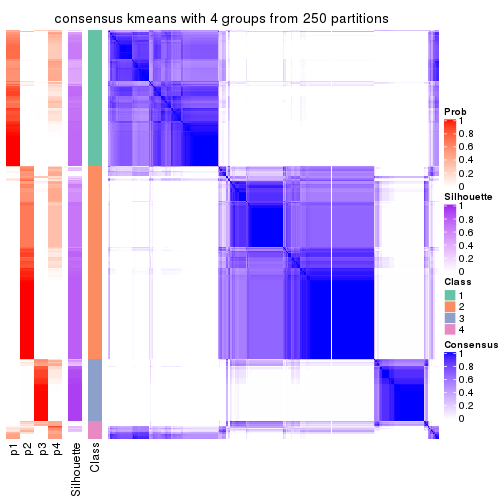 consensus kmeans with 4 groups from 250 partitions
Prob
1
0.8
0.6
0.4
0.2
0
Silhouette
1
0.8
0.6
0.4
0.2
0
Class
1
2
3
4
Consensus
1
0.8
0.6
0.4
0.2
0
p1
p2
p3
p4
Silhouette
Class